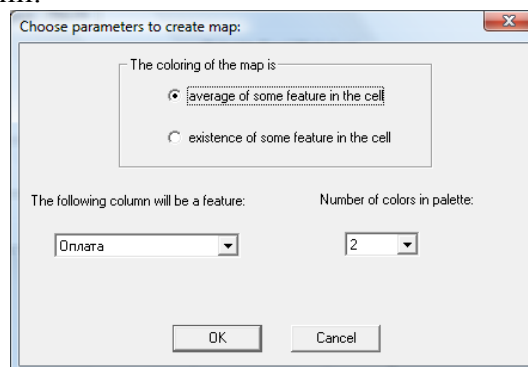 Choose parameters to create map:
The coloring of the map is
average of some feature in the cell
existence of some feature in the cell
The following column will be a feature:
Number of colors in palette:
Оплата
2
OK
Cancel